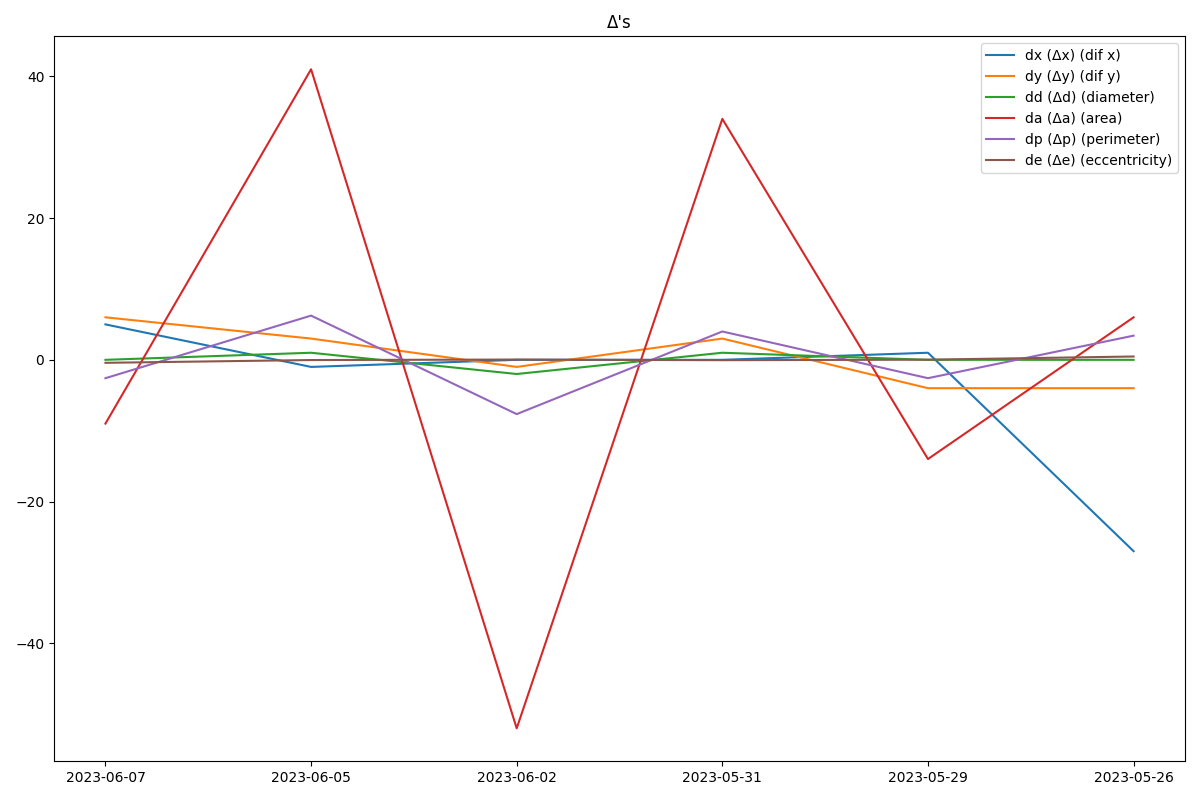 Δ's
dx (Δx) (dif x)
dy (Δy) (dif y)
dd (Δd) (diameter)
da (Δa) (area)
dp (Δp) (perimeter)
de (Δe) (eccentricity)
40
20
0
−20
−40
2023-06-07 2023-06-05 2023-06-02 2023-05-31 2023-05-29 2023-05-26